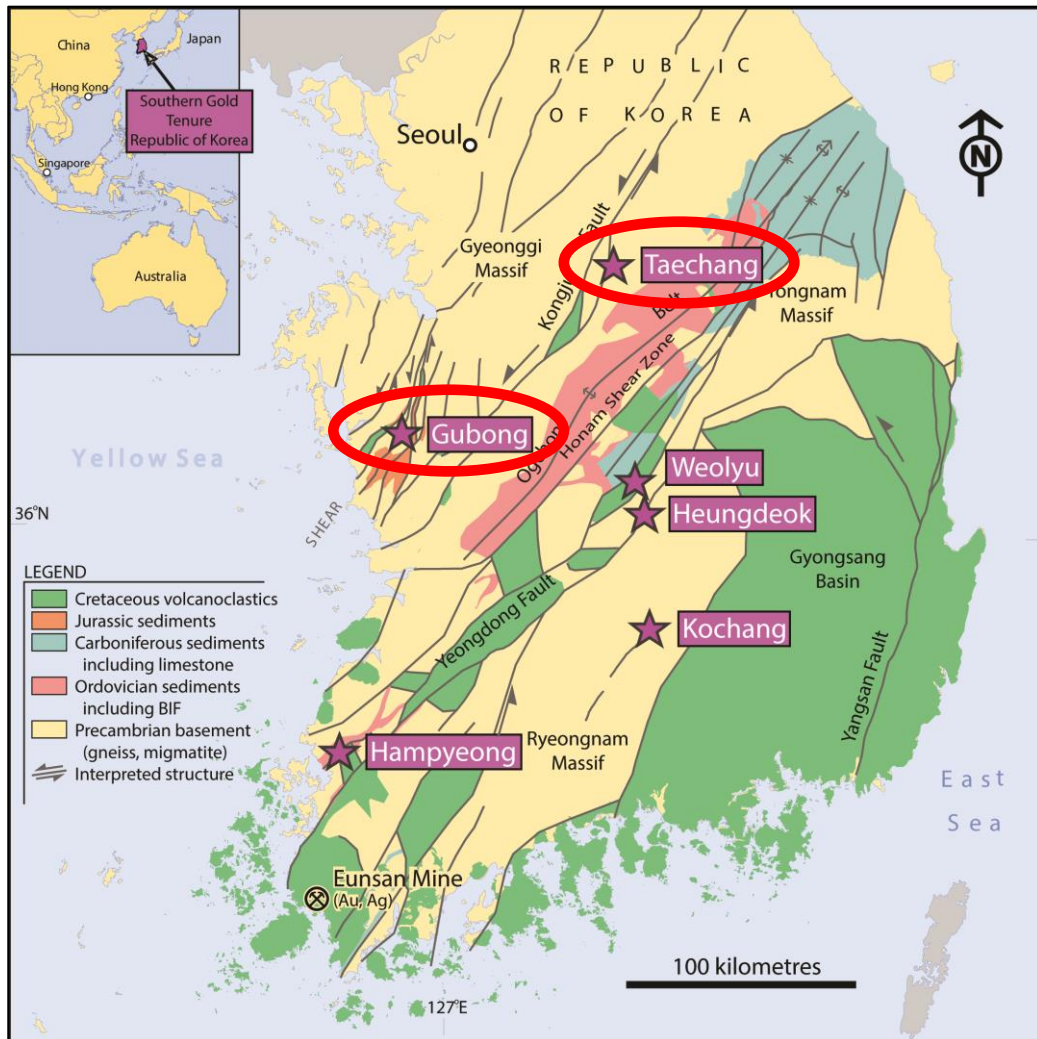 China
Japan
Hong Kong
Southern Gold
Tenure
Republic of Korea
Singapore
Australia
REPUBLIC
OF KOREA
Seoul
N
Gyeonggi
Massif
Kongju Fault
Taechang
Belt
Yongnam
Massif
Gubong
Ogcheon
Honam Shear Zone
Yellow Sea
Weolyu
36°N
SHEAR
Heungdeok
Gyongsang
Basin
LEGEND
Cretaceous volcanoclastics
Jurassic sediments
Carboniferous sediments
including limestone
Ordovician sediments
including BIF
Precambrian basement
(gneiss, migmatite)
Interpreted structure
Yeongdong Fault
Kochang
Yangsan Fault
Hampyeong
Ryeongnam
Massif
East
Sea
Eunsan Mine
(Au, Ag)
100 kilometres
127°E